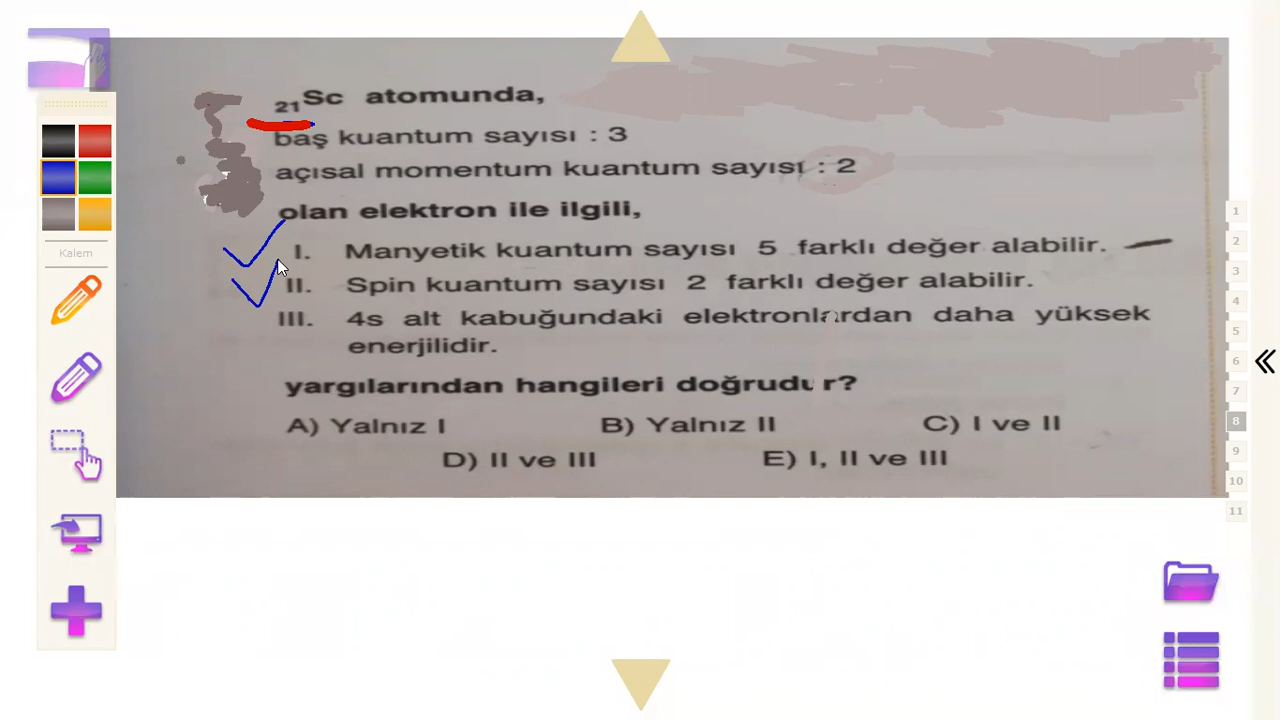 21Sc atomunda,
baş kuantum sayısı : 3
açısal momentum kuantum sayısı : 2
olan elektron ile ilgili,
I. Manyetik kuantum sayısı 5 farklı değer alabilir.
II. Spin kuantum sayısı 2 farklı değer alabilir.
III. 4s alt kabuğundaki elektronlardan daha yüksek
enerjilidir.
yargılarından hangileri doğrudur?
A) Yalnız I B) Yalnız II C) I ve II
D) II ve III E) I, II ve III
Kalem
1
2
3
4
5
6
7
8
9
10
11